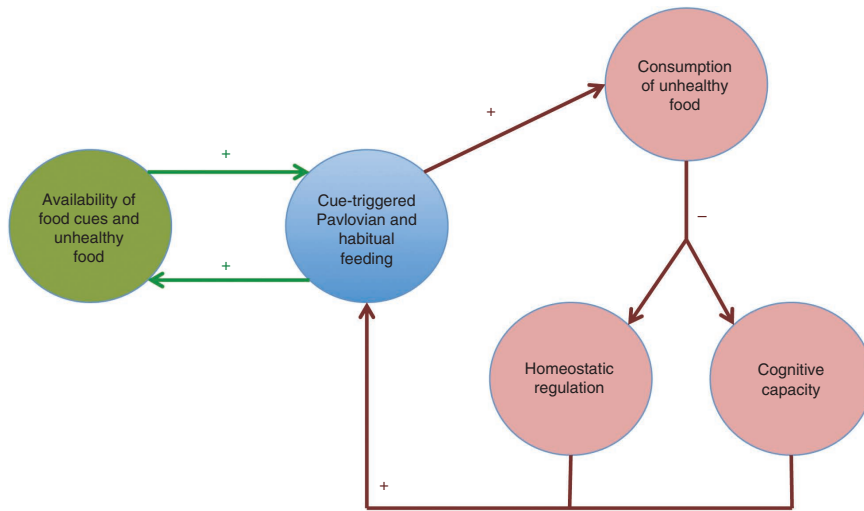 Consumption
of unhealthy
food
+
+
Availability of
food cues and
unhealthy
food
Cue-triggered
Pavlovian and
habitual
feeding
–
+
Homeostatic
regulation
Cognitive
capacity
+